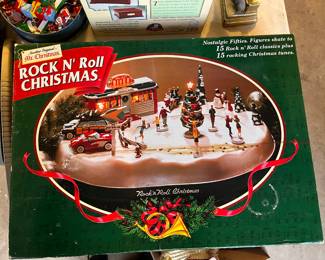 Mr. Christmas
ROCK N' ROLL
CHRISTMAS
Nostalgic Fifties. Figures skate to
15 Rock n' Roll classics plus
15 rocking Christmas tunes.
Rock'n'Roll Christmas